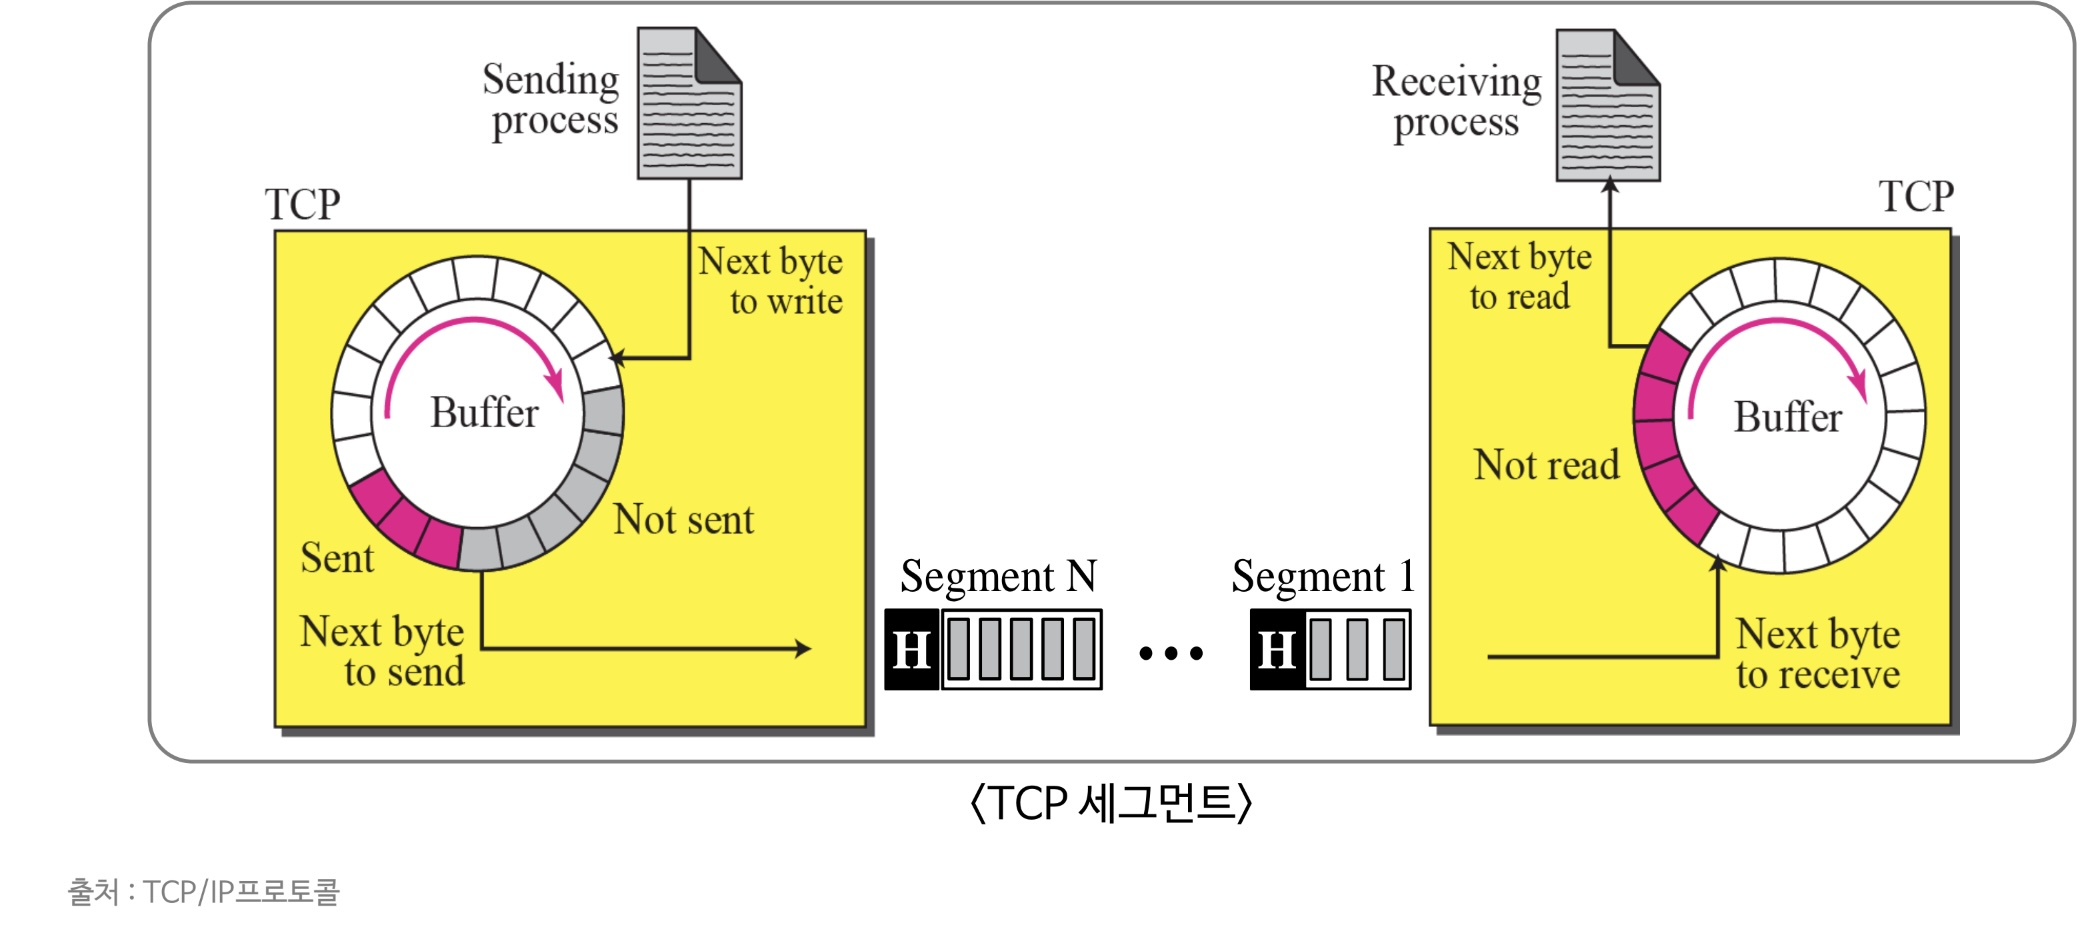 Sending
process
Receiving
process
TCP
TCP
Next byte
to write
Next byte
to read
Buffer
Buffer
Not read
Not sent
Sent
Segment N
Segment 1
Next byte
to send
H
...
H
Next byte
to receive
〈TCP 세그먼트〉
출처 : TCP/IP프로토콜